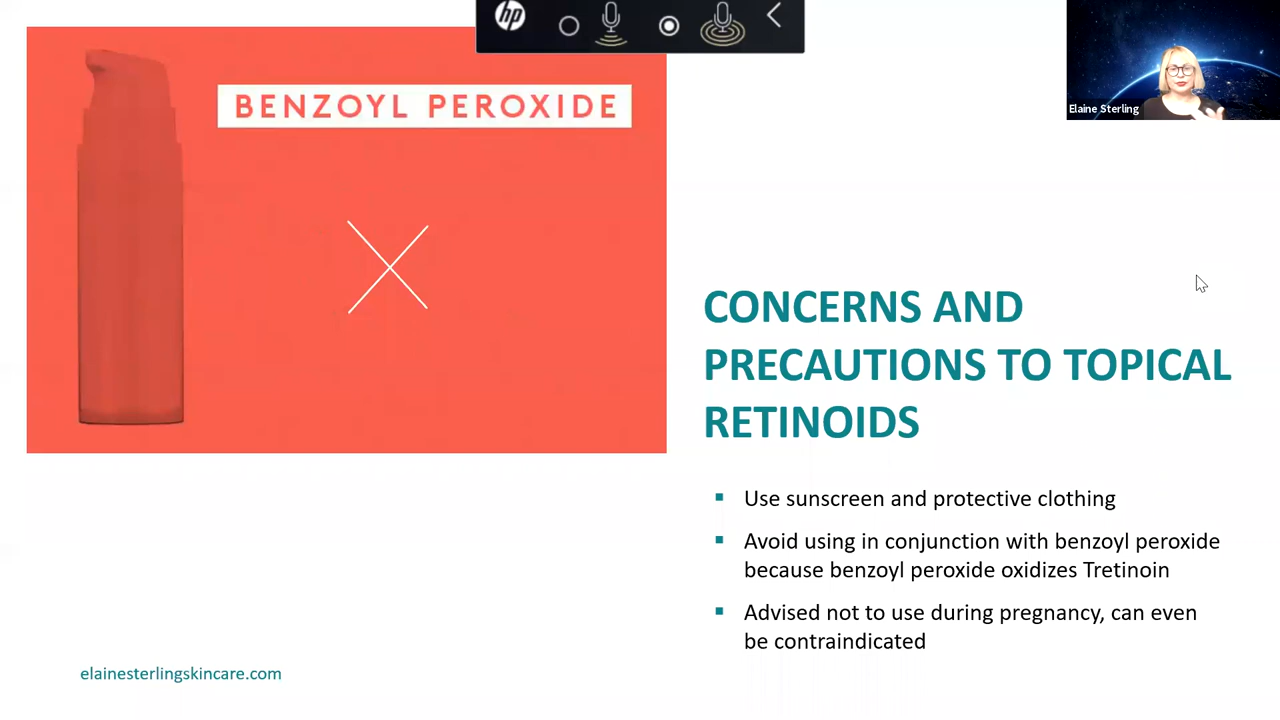 hp
Elaine Sterling
BENZOYL PEROXIDE
CONCERNS AND
PRECAUTIONS TO TOPICAL
RETINOIDS
Use sunscreen and protective clothing
Avoid using in conjunction with benzoyl peroxide
because benzoyl peroxide oxidizes Tretinoin
Advised not to use during pregnancy, can even
be contraindicated
elainesterlingskincare.com